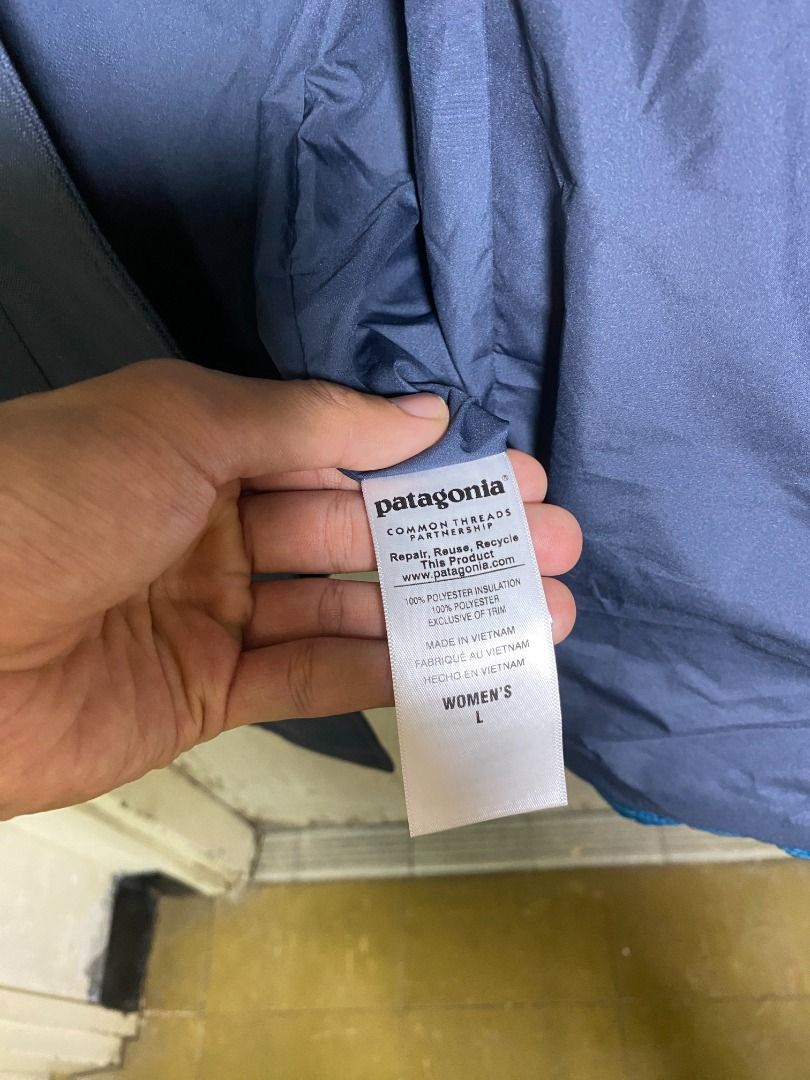 patagonia®
COMMON THREADS
PARTNERSHIP
Repair, Reuse, Recycle
This Product
www.patagonia.com
100% POLYESTER INSULATION
100% POLYESTER
EXCLUSIVE OF TRIM
MADE IN VIETNAM
FABRIQUÉ AU VIETNAM
HECHO EN VIETNAM
WOMEN'S
L